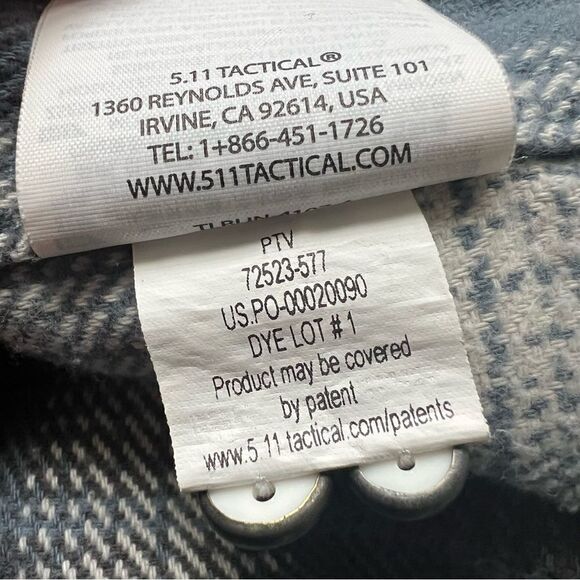 5.11 TACTICAL®
1360 REYNOLDS AVE, SUITE 101
IRVINE, CA 92614, USA
TEL: 1+866-451-1726
WWW.511TACTICAL.COM
PTV
72523-577
US.PO-00020090
DYE LOT # 1
Product may be covered
by patent
www.5 11 tactical.com/patents